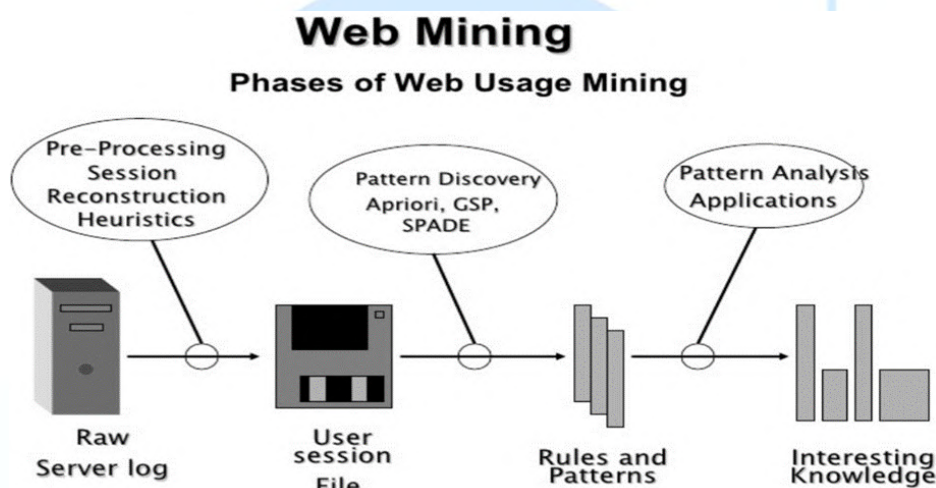 Web Mining
Phases of Web Usage Mining
Pre-Processing
Session
Reconstruction
Heuristics
Pattern Discovery
Apriori, GSP,
SPADE
Pattern Analysis
Applications
Raw
Server log
User
session
File
Rules and
Patterns
Interesting
Knowledge